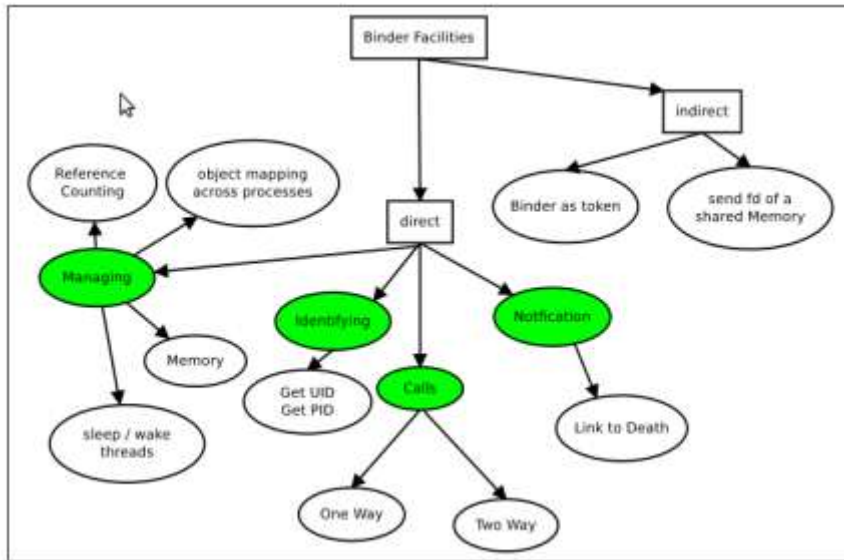 Binder Facilities
indirect
Reference
Counting
object mapping
across processes
Binder as token
send fd of a
shared Memory
direct
Managing
Identifying
Notfication
Memory
Calls
Get UID
Get PID
sleep / wake
threads
Link to Death
One Way
Two Way